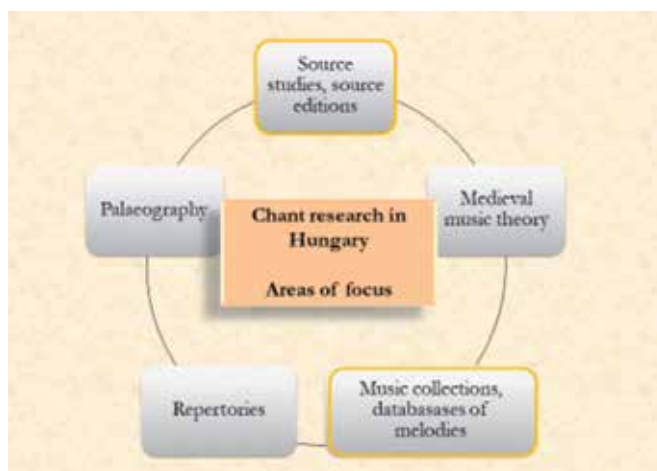 Source
studies, source
editions
Palaeography
Medieval
music theory
Chant research in
Hungary
Areas of focus
Repertories
Music collections,
databasases of
melodies